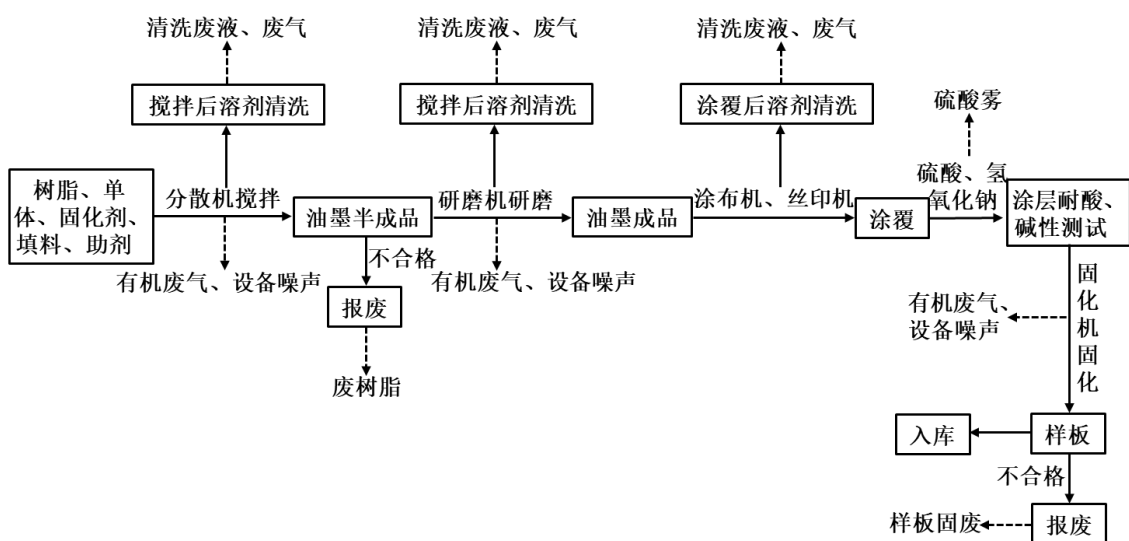 清洗废液、废气
清洗废液、废气
清洗废液、废气
搅拌后溶剂清洗
搅拌后溶剂清洗
涂覆后溶剂清洗
硫酸雾
树脂、单
体、固化剂、
填料、助剂
分散机搅拌
油墨半成品
研磨机研磨
油墨成品
涂布机、丝印机
涂覆
硫酸、氢
氧化钠
涂层耐酸、
碱性测试
有机废气、设备噪声
不合格
报废
废树脂
有机废气、设备噪声
有机废气、
设备噪声
固
化
机
固
化
入库
样板
不合格
样板固废
报废